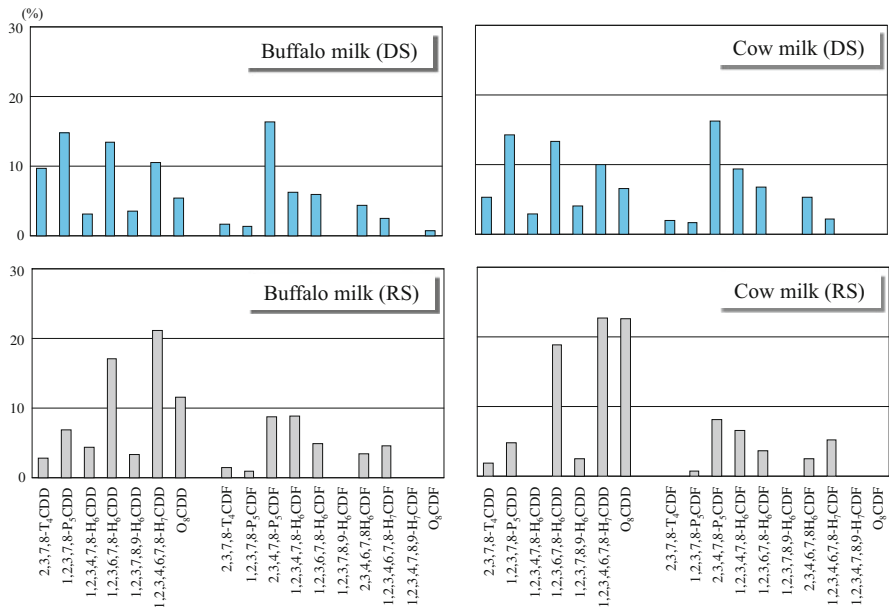 (%)
30
20
10
0
Buffalo milk (DS)
Cow milk (DS)
30
20
10
0
Buffalo milk (RS)
Cow milk (RS)
2,3,7,8-T₄CDD
1,2,3,7,8-P₅CDD
1,2,3,4,7,8-H₆CDD
1,2,3,6,7,8-H₆CDD
1,2,3,7,8,9-H₆CDD
1,2,3,4,6,7,8-H₇CDD
O₈CDD
2,3,7,8-T₄CDF
1,2,3,7,8-P₅CDF
2,3,4,7,8-P₅CDF
1,2,3,4,7,8-H₆CDF
1,2,3,6,7,8-H₆CDF
1,2,3,7,8,9-H₆CDF
2,3,4,6,7,8H₆CDF
1,2,3,4,6,7,8-H₇CDF
1,2,3,4,7,8,9-H₇CDF
O₈CDF
2,3,7,8-T₄CDD
1,2,3,7,8-P₅CDD
1,2,3,4,7,8-H₆CDD
1,2,3,6,7,8-H₆CDD
1,2,3,7,8,9-H₆CDD
1,2,3,4,6,7,8-H₇CDD
O₈CDD
2,3,7,8-T₄CDF
1,2,3,7,8-P₅CDF
2,3,4,7,8-P₅CDF
1,2,3,4,7,8-H₆CDF
1,2,3,6,7,8-H₆CDF
1,2,3,7,8,9-H₆CDF
2,3,4,6,7,8H₆CDF
1,2,3,4,6,7,8-H₇CDF
1,2,3,4,7,8,9-H₇CDF
O₈CDF